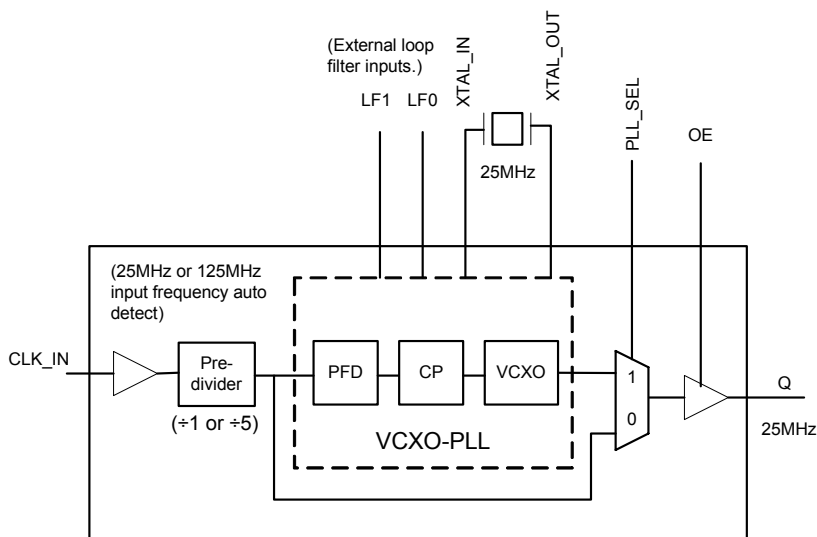 (External loop
filter inputs.)
LF1 LF0
XTAL_IN
XTAL_OUT
25MHz
PLL_SEL
OE
(25MHz or 125MHz
input frequency auto
detect)
CLK_IN
Pre-
divider
(÷1 or ÷5)
PFD
CP
VCXO
VCXO-PLL
1
0
Q
25MHz